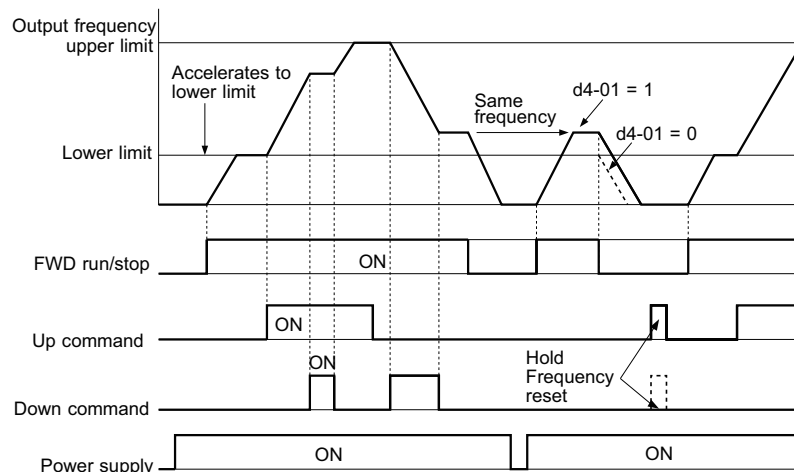 Output frequency
upper limit
Accelerates to
lower limit
Same
frequency
d4-01 = 1
d4-01 = 0
Lower limit
FWD run/stop
ON
Up command
ON
ON
Hold
Frequency
reset
Down command
Power supply
ON
ON